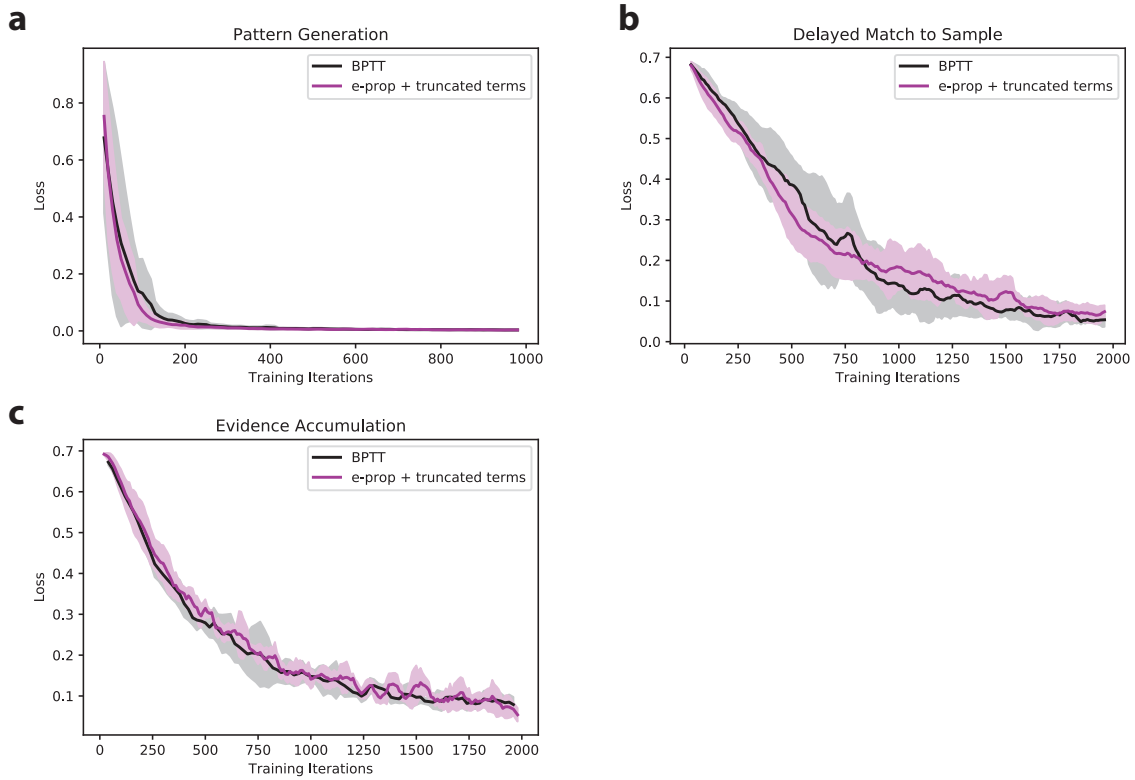 a
Pattern Generation
BPTT
e-prop + truncated terms
Loss
0.8
0.6
0.4
0.2
0.0
0 200 400 600 800 1000
Training Iterations
b
Delayed Match to Sample
BPTT
e-prop + truncated terms
Loss
0.7
0.6
0.5
0.4
0.3
0.2
0.1
0.0
0 250 500 750 1000 1250 1500 1750 2000
Training Iterations
c
Evidence Accumulation
BPTT
e-prop + truncated terms
Loss
0.7
0.6
0.5
0.4
0.3
0.2
0.1
0 250 500 750 1000 1250 1500 1750 2000
Training Iterations